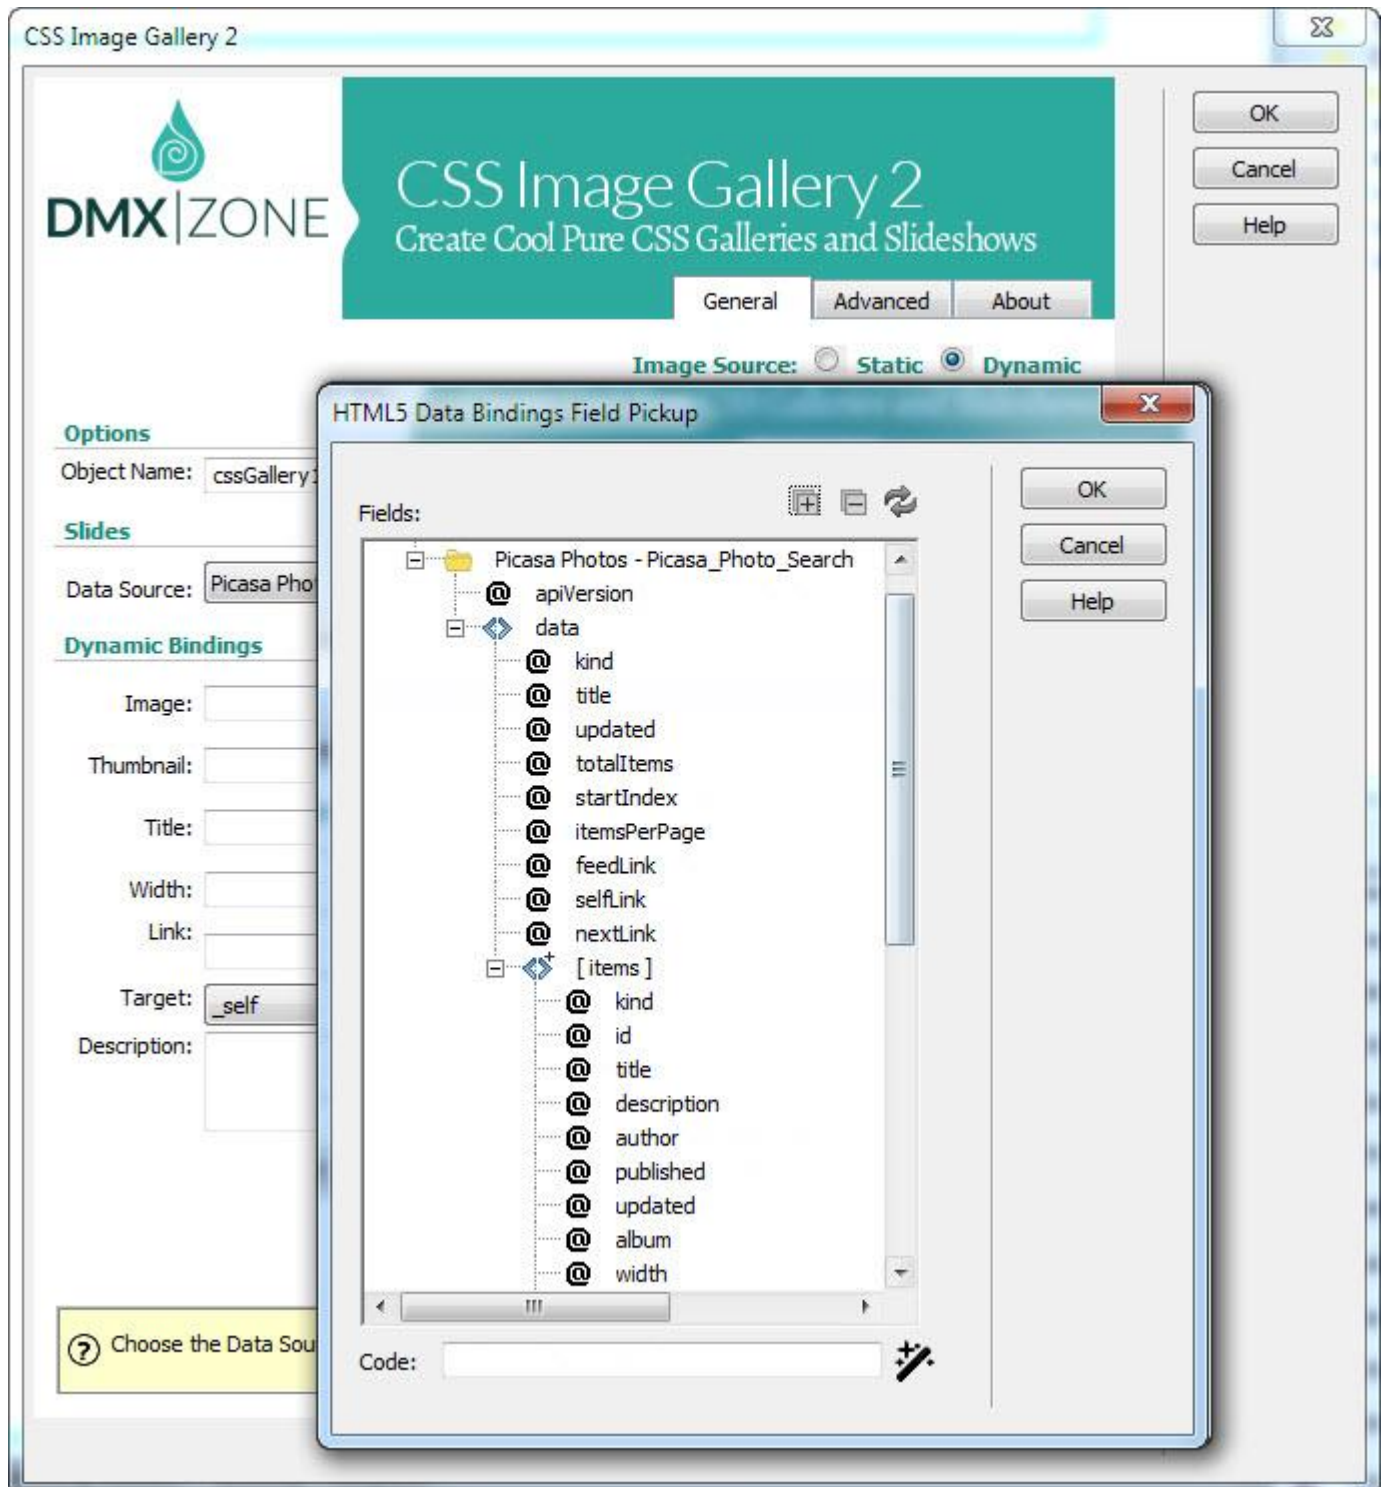 CSS Image Gallery 2
DMX|ZONE
CSS Image Gallery 2
Create Cool Pure CSS Galleries and Slideshows
General
Advanced
About
OK
Cancel
Help
Image Source: Static Dynamic
Options
Object Name:
Slides
Data Source: Picasa
Dynamic Bindings
Image:
Thumbnail:
Title:
Width:
Link:
Target: _self
Description:
Choose the Data
HTML5 Data Bindings Field Pickup
OK
Cancel
Help
Fields:
Picasa Photos - Picasa_Photo_Search
@ apiVersion
data
@ kind
@ title
@ updated
@ totalItems
@ startIndex
@ itemsPerPage
@ feedLink
@ selfLink
@ nextLink
[ items ]
@ kind
@ id
@ title
@ description
@ author
@ published
@ updated
@ album
@ width
Code: